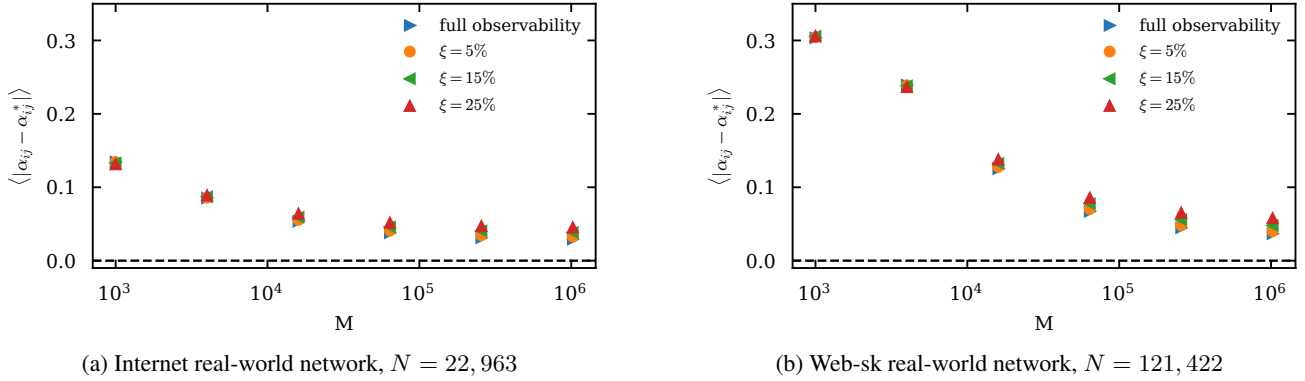 full observability
ξ = 5%
ξ = 15%
ξ = 25%
⟨|α_ij − α*_ij|⟩
0.3
0.2
0.1
0.0
10^3
10^4
10^5
10^6
M
(a) Internet real-world network, N = 22, 963
full observability
ξ = 5%
ξ = 15%
ξ = 25%
⟨|α_ij − α*_ij|⟩
0.3
0.2
0.1
0.0
10^3
10^4
10^5
10^6
M
(b) Web-sk real-world network, N = 121, 422